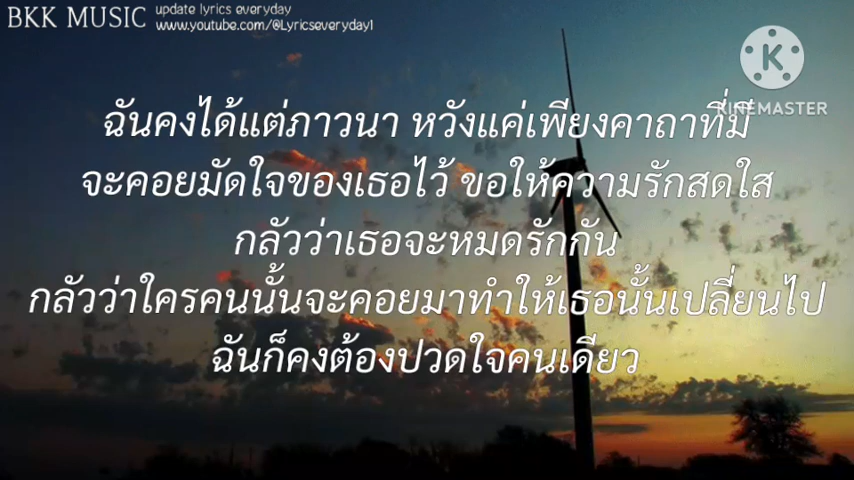 BKK MUSIC
update lyrics everyday
www.youtube.com/@Lyricseveryday1
KINEMASTER
ฉันคงได้แต่ภาวนา หวังแค่เพียงคาถาที่มี
จะคอยมัดใจของเธอไว้ ขอให้ความรักสดใส
กลัวว่าเธอจะหมดรักกัน
กลัวว่าใครคนนั้นจะคอยมาทำให้เธอนั้นเปลี่ยนไป
ฉันก็คงต้องปวดใจคนเดียว